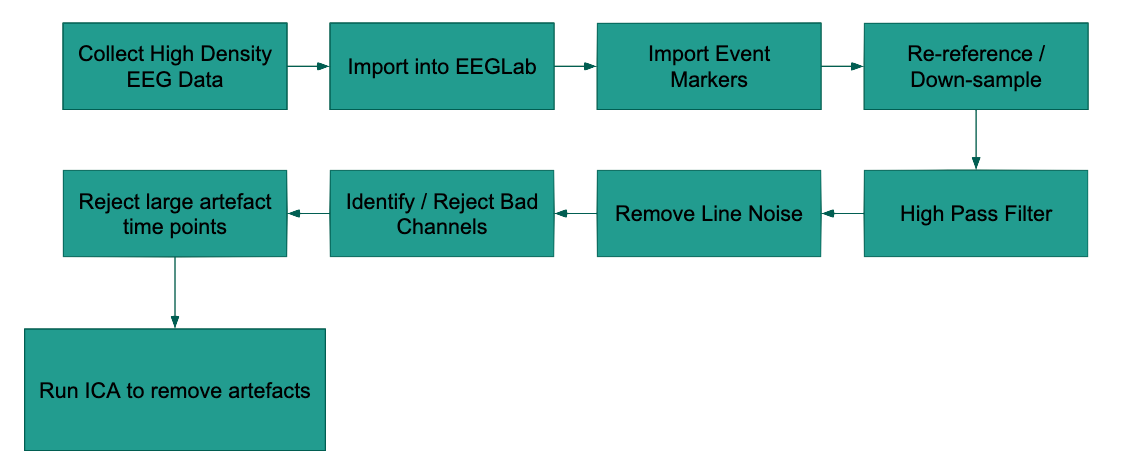 Collect High Density
EEG Data
Import into EEGLab
Import Event
Markers
Re-reference /
Down-sample
High Pass Filter
Remove Line Noise
Identify / Reject Bad
Channels
Reject large artefact
time points
Run ICA to remove artefacts